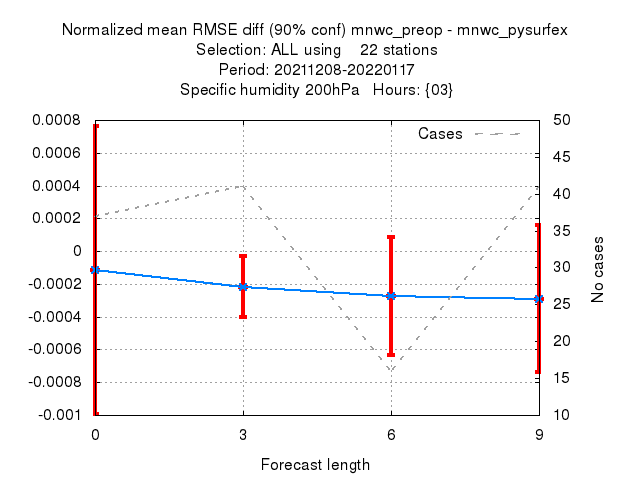 Normalized mean RMSE diff (90% conf) mnwc_preop - mnwc_pysurfex
Selection: ALL using    22 stations
Period: 20211208-20220117
Specific humidity 200hPa   Hours: {03}
Cases
0.0008
0.0006
0.0004
0.0002
0
-0.0002
-0.0004
-0.0006
-0.0008
-0.001
50
45
40
35
30
25
20
15
10
No cases
0 3 6 9
Forecast length